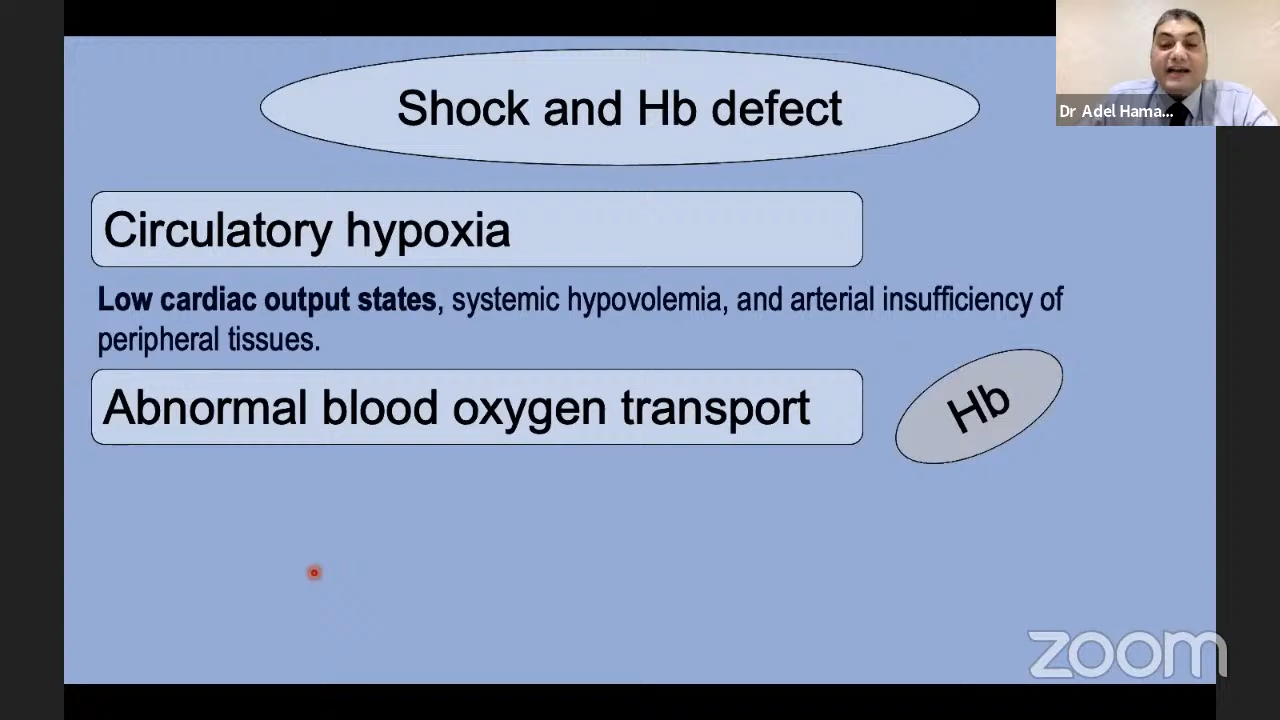 Shock and Hb defect
Dr Adel Hama...
Circulatory hypoxia
Low cardiac output states, systemic hypovolemia, and arterial insufficiency of
peripheral tissues.
Abnormal blood oxygen transport
Hb
zoom